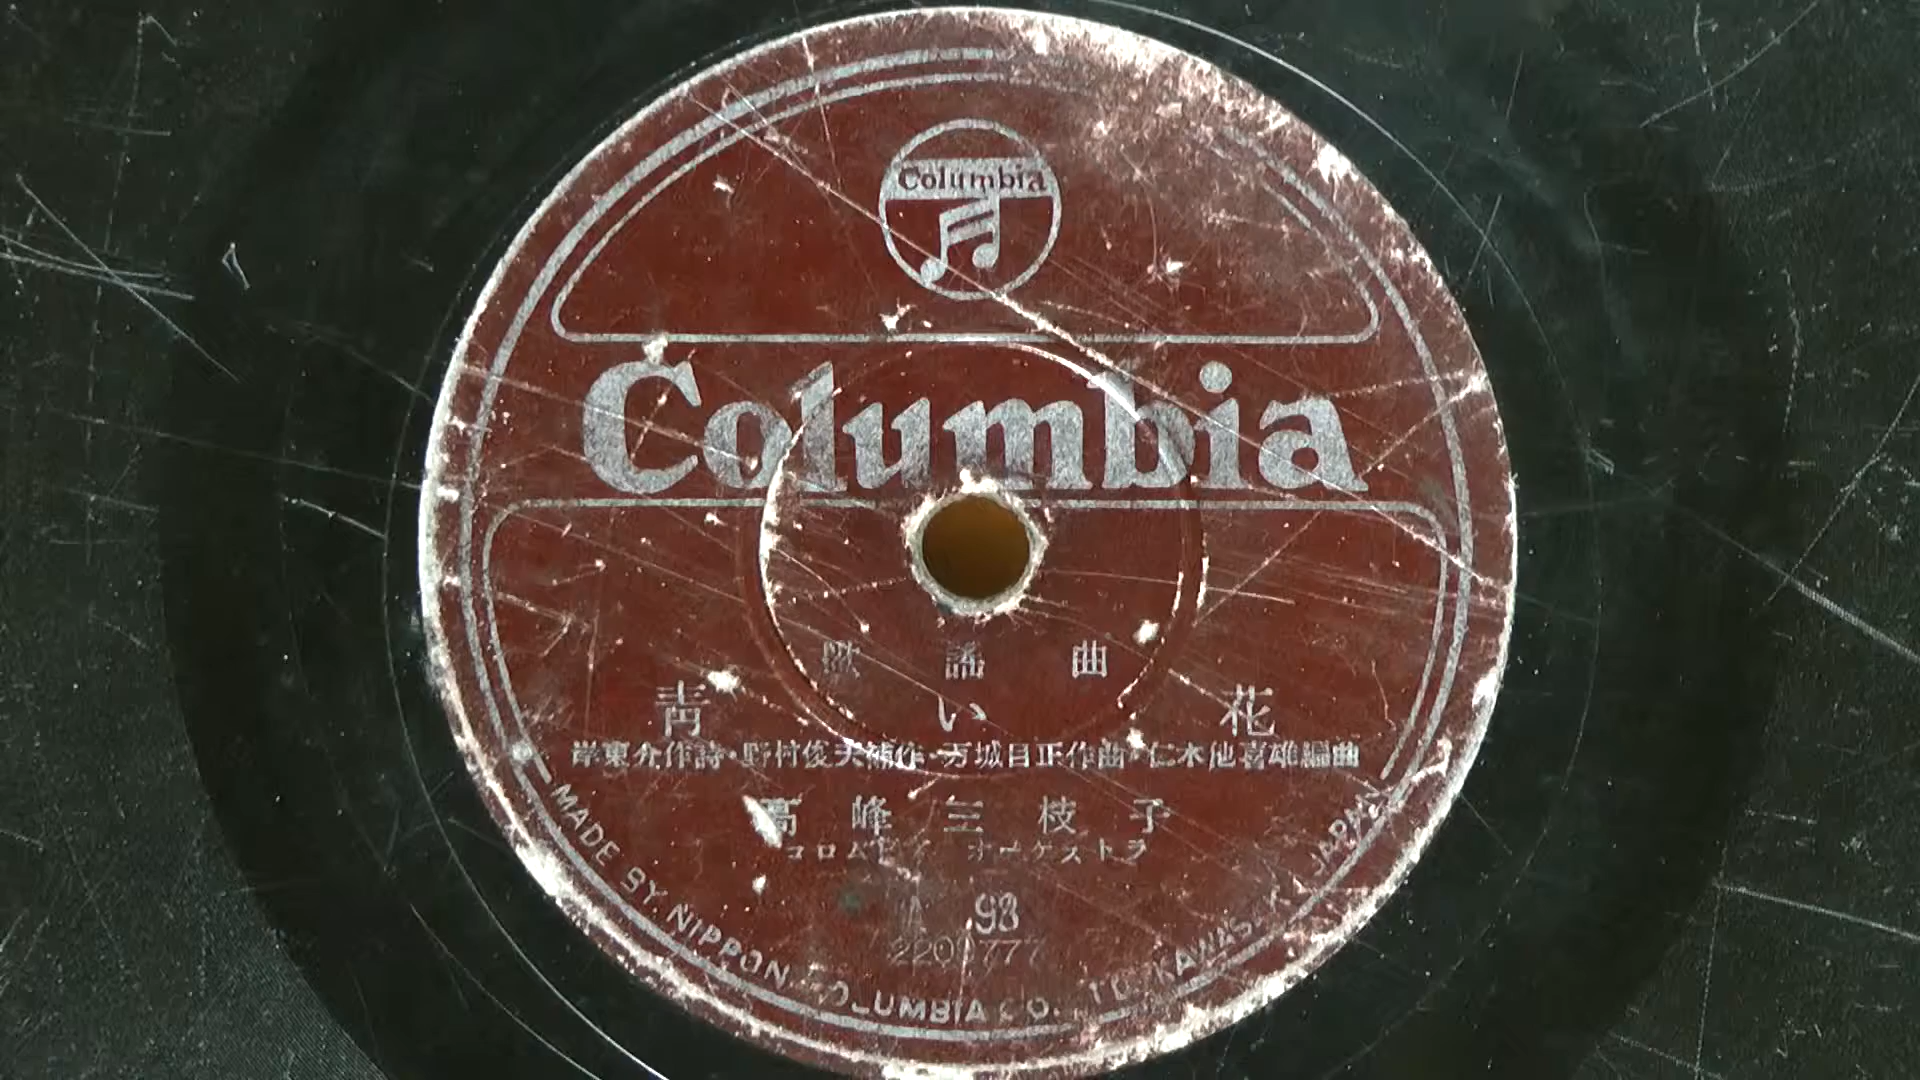 Columbia
Columbia
歌謡曲
青い花
岸東介作詩・野村俊夫補作・万城目正作曲・仁木他喜雄編曲
高峰三枝子
コロムビア オーケストラ
A 98
2209777
MADE BY NIPPON COLUMBIA CO. LTD. KAWASAKI JAPAN